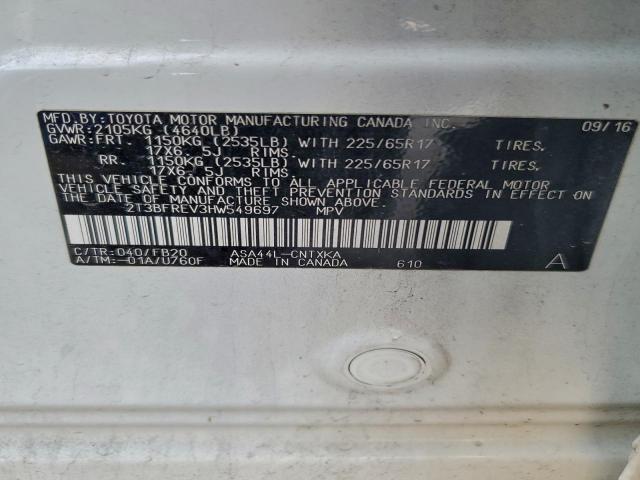 MFD.BY:TOYOTA MOTOR MANUFACTURING CANADA INC. 09/16
GVWR:2105KG (4640LB)
GAWR:FRT. 1150KG (2535LB) WITH 225/65R17 TIRES.
17X6.5J RIMS.
RR. 1150KG (2535LB) WITH 225/65R17 TIRES.
17X6.5J RIMS.
THIS VEHICLE CONFORMS TO ALL APPLICABLE FEDERAL MOTOR
VEHICLE SAFETY STANDARDS IN EFFECT ON
THE DATE OF MANUFACTURE SHOWN ABOVE.
2T3BFREV3HW549697 MPV
C/TR:040/FB20 ASA44L-CNTXKA
A/TM:-01A/U760F MADE IN CANADA 610 A